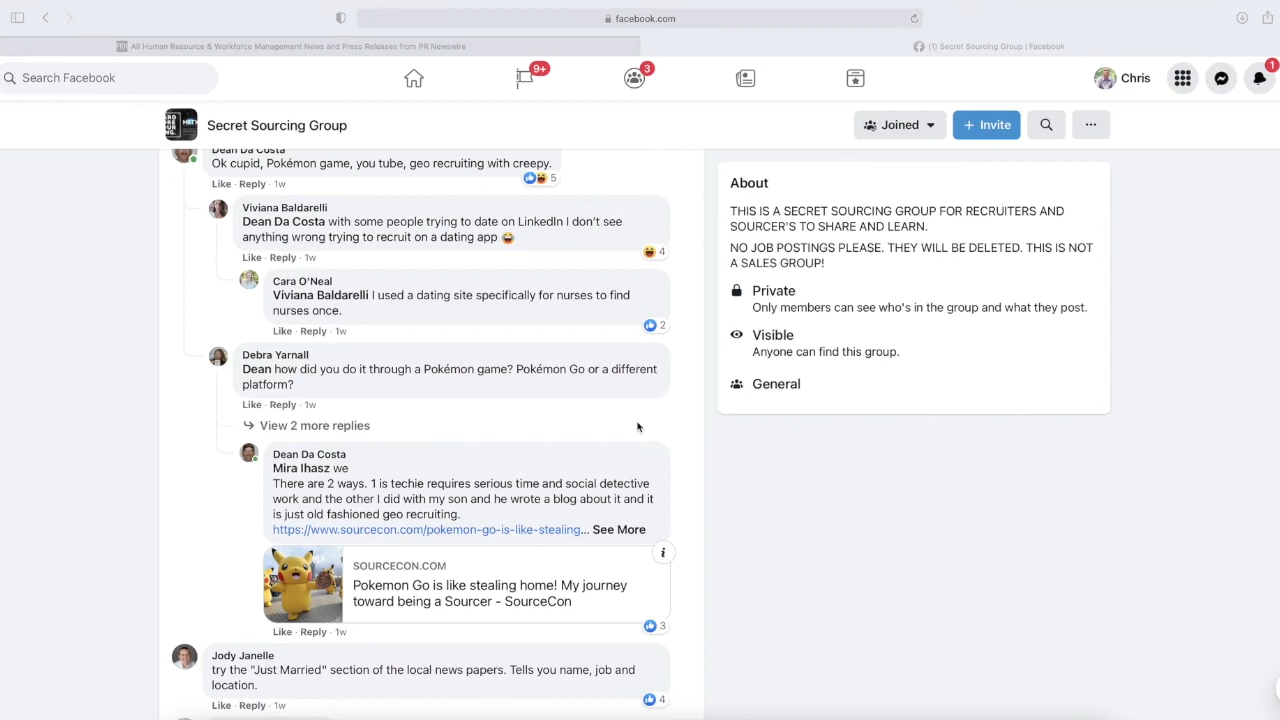 facebook.com
All Human Resource & Workforce Management News and Press Releases from PR Newswire
(1) Secret Sourcing Group | Facebook
Search Facebook
9+
3
Chris
1
Secret Sourcing Group
Joined
+ Invite
Dean Da Costa
Ok cupid, Pokémon game, you tube, geo recruiting with creepy.
5
Like · Reply · 1w
Viviana Baldarelli
Dean Da Costa with some people trying to date on LinkedIn I don't see
anything wrong trying to recruit on a dating app 😅
4
Like · Reply · 1w
Cara O'Neal
Viviana Baldarelli I used a dating site specifically for nurses to find
nurses once.
2
Like · Reply · 1w
Debra Yarnall
Dean how did you do it through a Pokémon game? Pokémon Go or a different
platform?
Like · Reply · 1w
View 2 more replies
Dean Da Costa
Mira Ihasz we
There are 2 ways. 1 is techie requires serious time and social detective
work and the other I did with my son and he wrote a blog about it and it
is just old fashioned geo recruiting.
https://www.sourcecon.com/pokemon-go-is-like-stealing... See More
SOURCECON.COM
Pokemon Go is like stealing home! My journey
toward being a Sourcer - SourceCon
3
Like · Reply · 1w
Jody Janelle
try the "Just Married" section of the local news papers. Tells you name, job and
location.
4
Like · Reply · 1w
About
THIS IS A SECRET SOURCING GROUP FOR RECRUITERS AND
SOURCER'S TO SHARE AND LEARN.
NO JOB POSTINGS PLEASE. THEY WILL BE DELETED. THIS IS NOT
A SALES GROUP!
Private
Only members can see who's in the group and what they post.
Visible
Anyone can find this group.
General